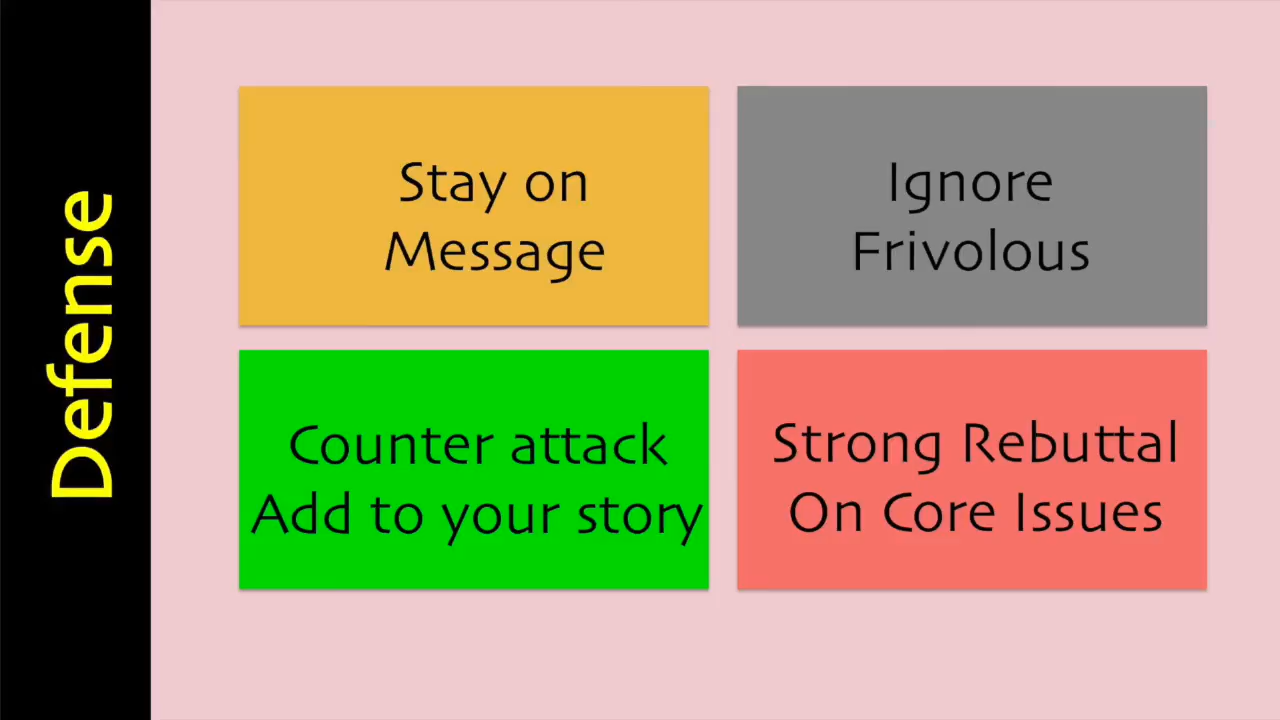 Defense
Stay on
Message
Ignore
Frivolous
Counter attack
Add to your story
Strong Rebuttal
On Core Issues